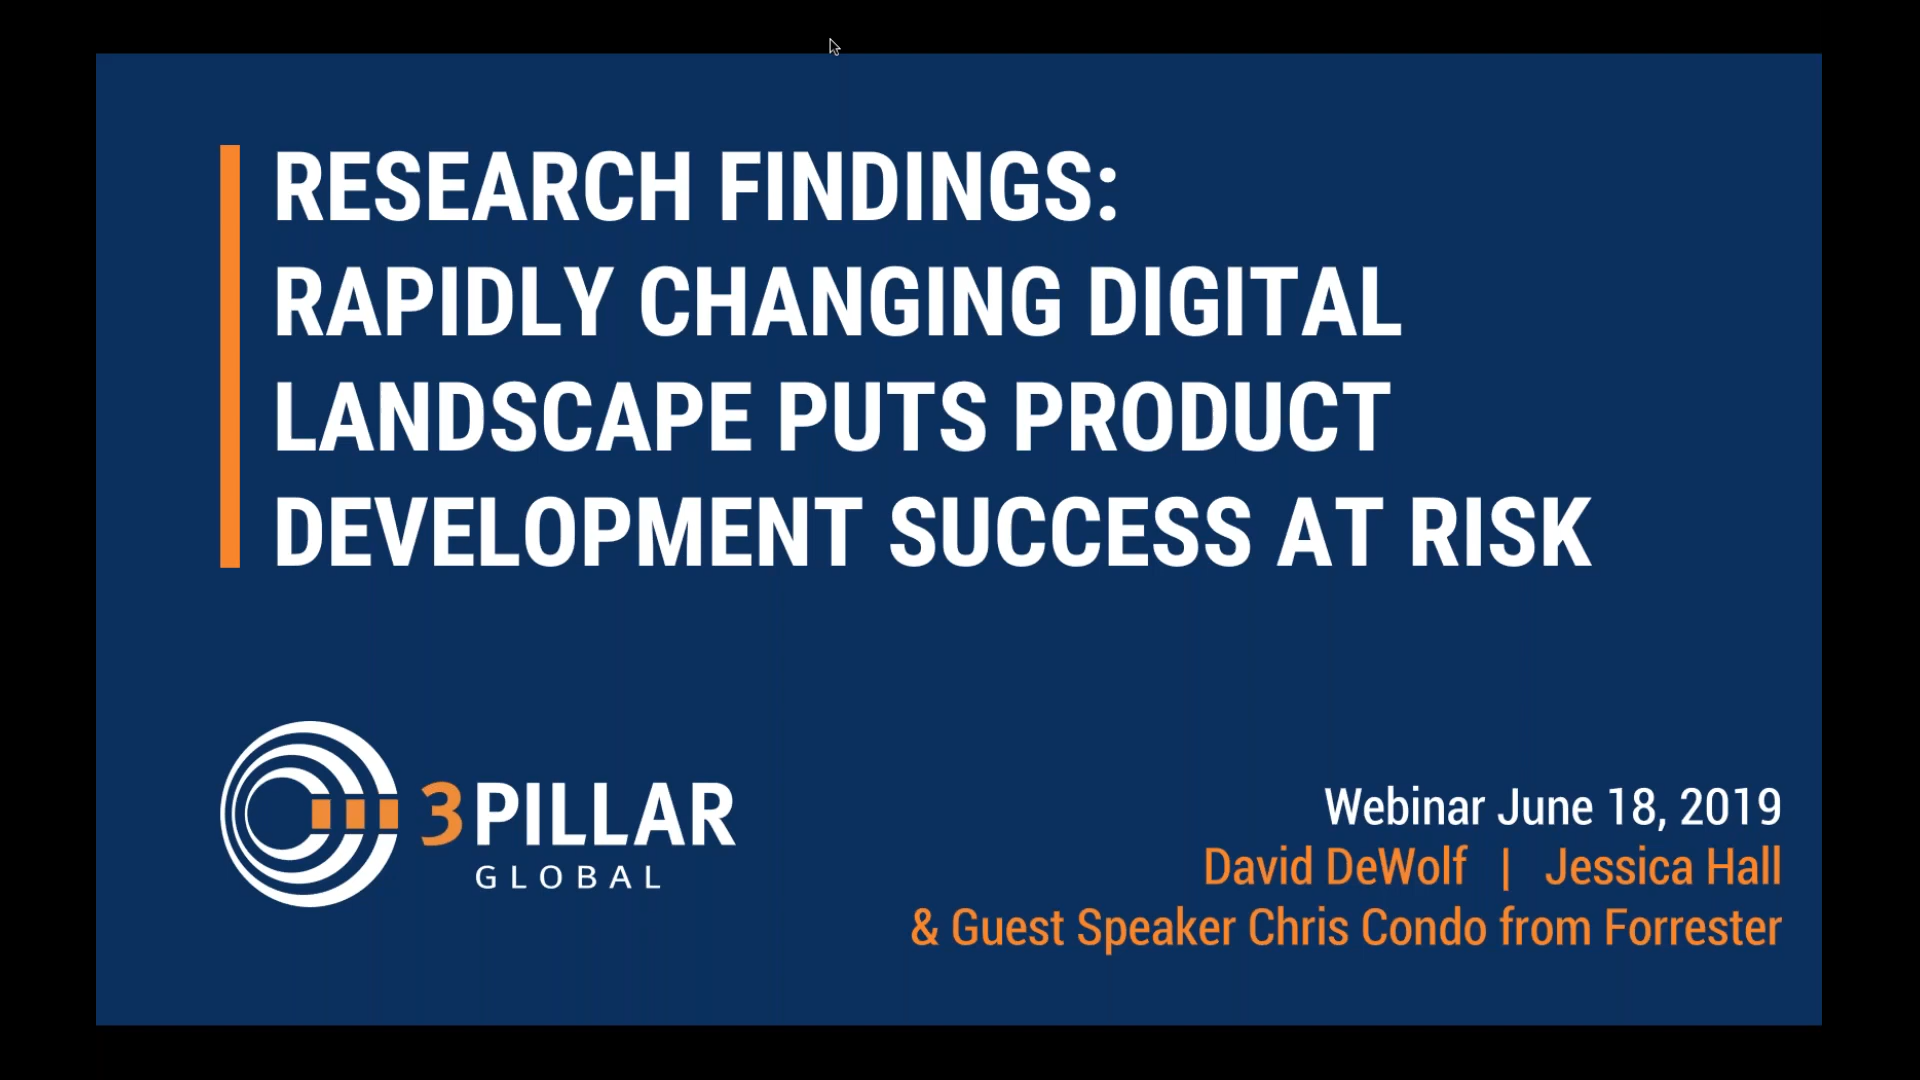 RESEARCH FINDINGS:
RAPIDLY CHANGING DIGITAL
LANDSCAPE PUTS PRODUCT
DEVELOPMENT SUCCESS AT RISK
3PILLAR
GLOBAL
Webinar June 18, 2019
David DeWolf | Jessica Hall
& Guest Speaker Chris Condo from Forrester